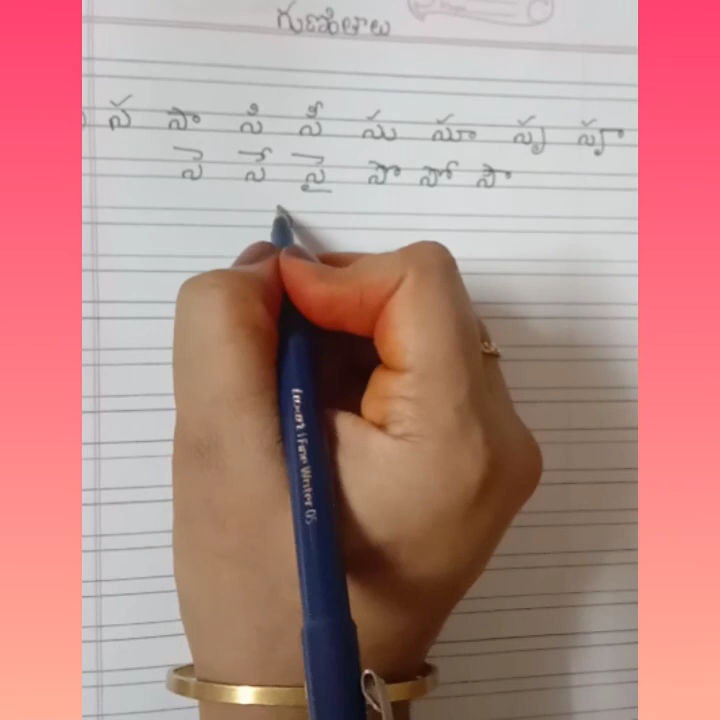 గుణింతాలు
స సా సి సీ సు సూ సృ సౄ
సె సే సై సొ సో సౌ